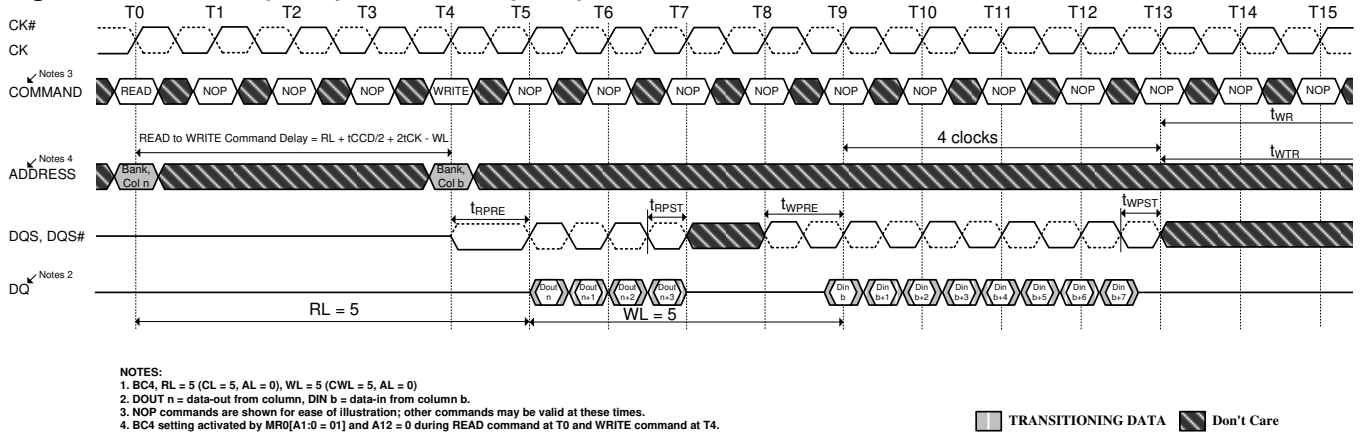 T0 T1 T2 T3 T4 T5 T6 T7 T8 T9 T10 T11 T12 T13 T14 T15
CK#
CK
Notes 3
COMMAND READ NOP NOP NOP WRITE NOP NOP NOP NOP NOP NOP NOP NOP NOP NOP NOP
tWR
READ to WRITE Command Delay = RL + tCCD/2 + 2tCK - WL
4 clocks
tWTR
Notes 4
ADDRESS
Bank, Col n
Bank, Col b
tRPRE tRPST tWPRE tWPST
DQS, DQS#
Notes 2
DQ
Dout n
Dout n+1
Dout n+2
Dout n+3
Din b
Din b+1
Din b+2
Din b+3
Din b+4
Din b+5
Din b+6
Din b+7
RL = 5 WL = 5
NOTES:
1. BC4, RL = 5 (CL = 5, AL = 0), WL = 5 (CWL = 5, AL = 0)
2. DOUT n = data-out from column, DIN b = data-in from column b.
3. NOP commands are shown for ease of illustration; other commands may be valid at these times.
4. BC4 setting activated by MR0[A1:0 = 01] and A12 = 0 during READ command at T0 and WRITE command at T4.
TRANSITIONING DATA Don't Care